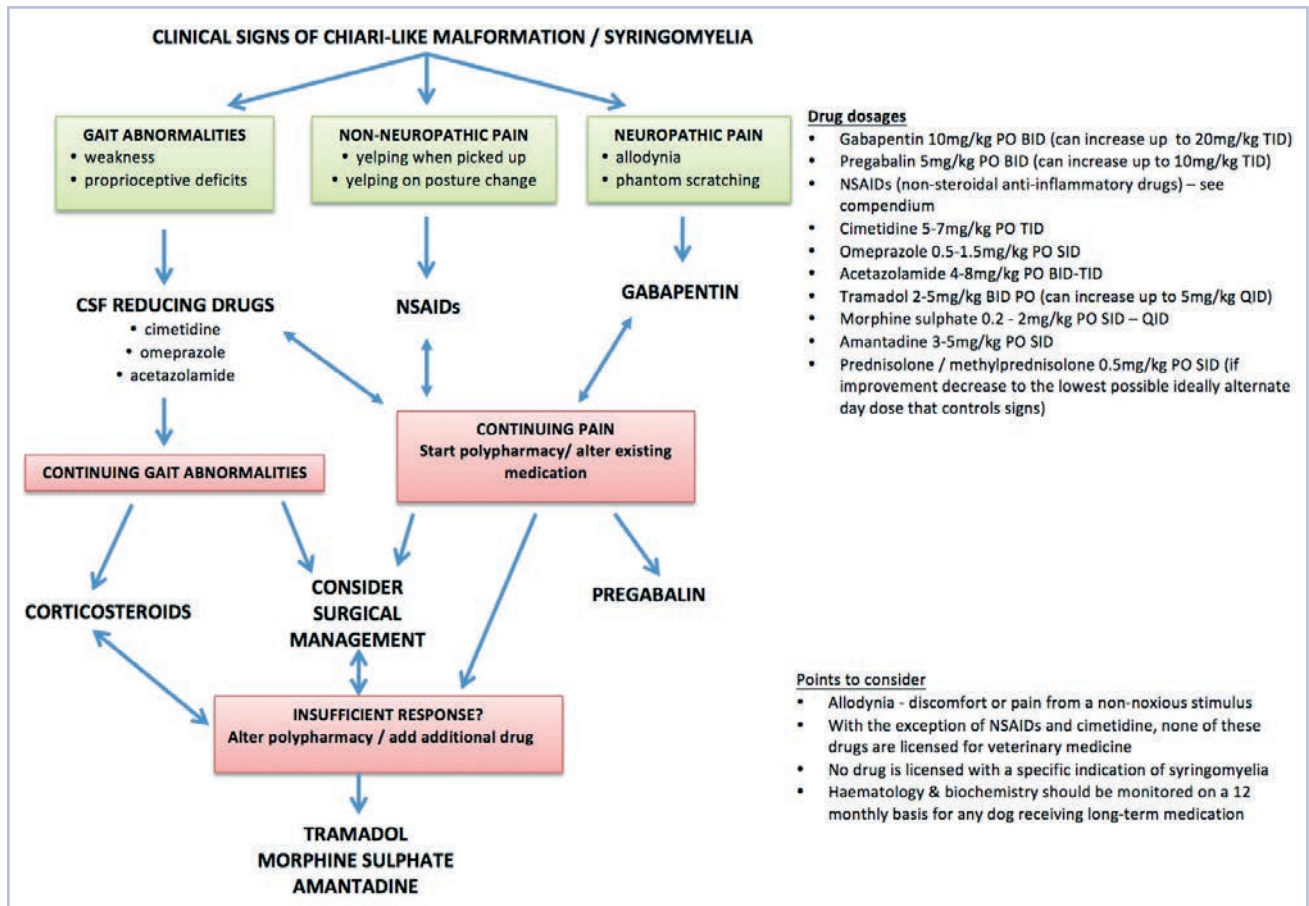 CLINICAL SIGNS OF CHIARI-LIKE MALFORMATION / SYRINGOMYELIA
GAIT ABNORMALITIES
• weakness
• proprioceptive deficits
NON-NEUROPATHIC PAIN
• yelping when picked up
• yelping on posture change
NEUROPATHIC PAIN
• allodynia
• phantom scratching
CSF REDUCING DRUGS
• cimetidine
• omeprazole
• acetazolamide
NSAIDs
GABAPENTIN
CONTINUING PAIN
Start polypharmacy/ alter existing
medication
CONTINUING GAIT ABNORMALITIES
CORTICOSTEROIDS
CONSIDER
SURGICAL
MANAGEMENT
PREGABALIN
INSUFFICIENT RESPONSE?
Alter polypharmacy / add additional drug
TRAMADOL
MORPHINE SULPHATE
AMANTADINE
Drug dosages
• Gabapentin 10mg/kg PO BID (can increase up to 20mg/kg TID)
• Pregabalin 5mg/kg PO BID (can increase up to 10mg/kg TID)
• NSAIDs (non-steroidal anti-inflammatory drugs) – see
compendium
• Cimetidine 5-7mg/kg PO TID
• Omeprazole 0.5-1.5mg/kg PO SID
• Acetazolamide 4-8mg/kg PO BID-TID
• Tramadol 2-5mg/kg BID PO (can increase up to 5mg/kg QID)
• Morphine sulphate 0.2 - 2mg/kg PO SID – QID
• Amantadine 3-5mg/kg PO SID
• Prednisolone / methylprednisolone 0.5mg/kg PO SID (if
improvement decrease to the lowest possible ideally alternate
day dose that controls signs)
Points to consider
• Allodynia - discomfort or pain from a non-noxious stimulus
• With the exception of NSAIDs and cimetidine, none of these
drugs are licensed for veterinary medicine
• No drug is licensed with a specific indication of syringomyelia
• Haematology & biochemistry should be monitored on a 12
monthly basis for any dog receiving long-term medication